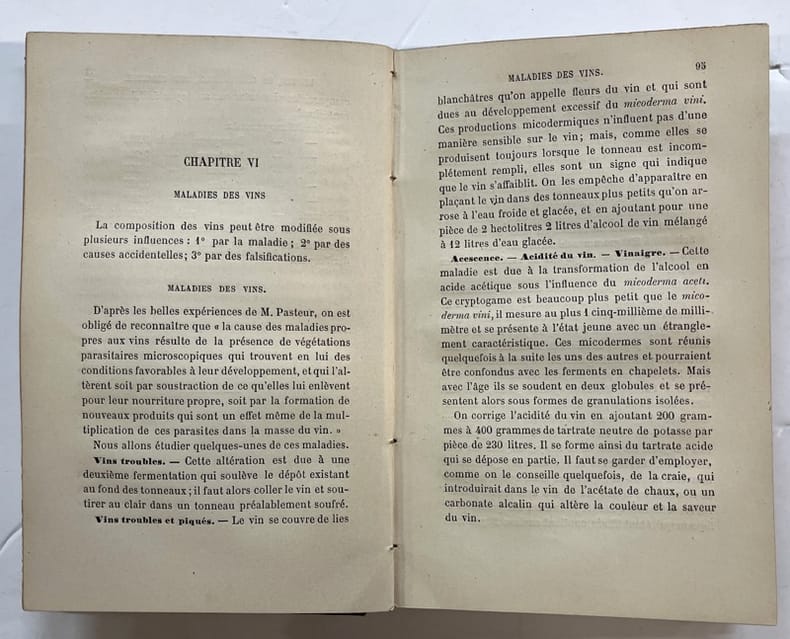 CHAPITRE VI
MALADIES DES VINS
La composition des vins peut être modifiée sous
plusieurs influences : 1° par la maladie ; 2° par des
causes accidentelles; 3° par des falsifications.
MALADIES DES VINS.
D'après les belles expériences de M. Pasteur, on est
obligé de reconnaître que « la cause des maladies pro-
pres aux vins résulte de la présence de végétations
parasitaires microscopiques qui trouvent en lui des
conditions favorables à leur développement, et qui l'al-
tèrent soit par soustraction de ce qu'elles lui enlèvent
pour leur nourriture propre, soit par la formation de
nouveaux produits qui sont un effet même de la mul-
tiplication de ces parasites dans la masse du vin. »
Nous allons étudier quelques-unes de ces maladies.
Vins troubles. — Cette altération est due à une
deuxième fermentation qui soulève le dépôt existant
au fond des tonneaux ; il faut alors coller le vin et sou-
tirer au clair dans un tonneau préalablement soufré.
Vins troubles et piqués. — Le vin se couvre de lies
MALADIES DES VINS. 95
blanchâtres qu'on appelle fleurs du vin et qui sont
dues au développement excessif du micoderma vini.
Ces productions micodermiques n'influent pas d'une
manière sensible sur le vin; mais, comme elles se
produisent toujours lorsque le tonneau est incom-
plétement rempli, elles sont un signe qui indique
que le vin s'affaiblit. On les empêche d'apparaître en
plaçant le vin dans des tonneaux plus petits qu'on ar-
rose à l'eau froide et glacée, et en ajoutant pour une
pièce de 2 hectolitres 2 litres d'alcool de vin mélangé
à 12 litres d'eau glacée.
Acescence. — Acidité du vin. — Vinaigre. — Cette
maladie est due à la transformation de l'alcool en
acide acétique sous l'influence du micoderma aceti.
Ce cryptogame est beaucoup plus petit que le mico-
derma vini, il mesure au plus 1 cinq-millième de milli-
mètre et se présente à l'état jeune avec un étrangle-
ment caractéristique. Ces micodermes sont réunis
quelquefois à la suite les uns des autres et pourraient
être confondus avec les ferments en chapelets. Mais
avec l'âge ils se soudent en deux globules et se pré-
sentent alors sous formes de granulations isolées.
On corrige l'acidité du vin en ajoutant 200 gram-
mes à 400 grammes de tartrate neutre de potasse par
pièce de 230 litres. Il se forme ainsi du tartrate acide
qui se dépose en partie. Il faut se garder d'employer,
comme on le conseille quelquefois, de la craie, qui
introduirait dans le vin de l'acétate de chaux, ou un
carbonate alcalin qui altère la couleur et la saveur
du vin.